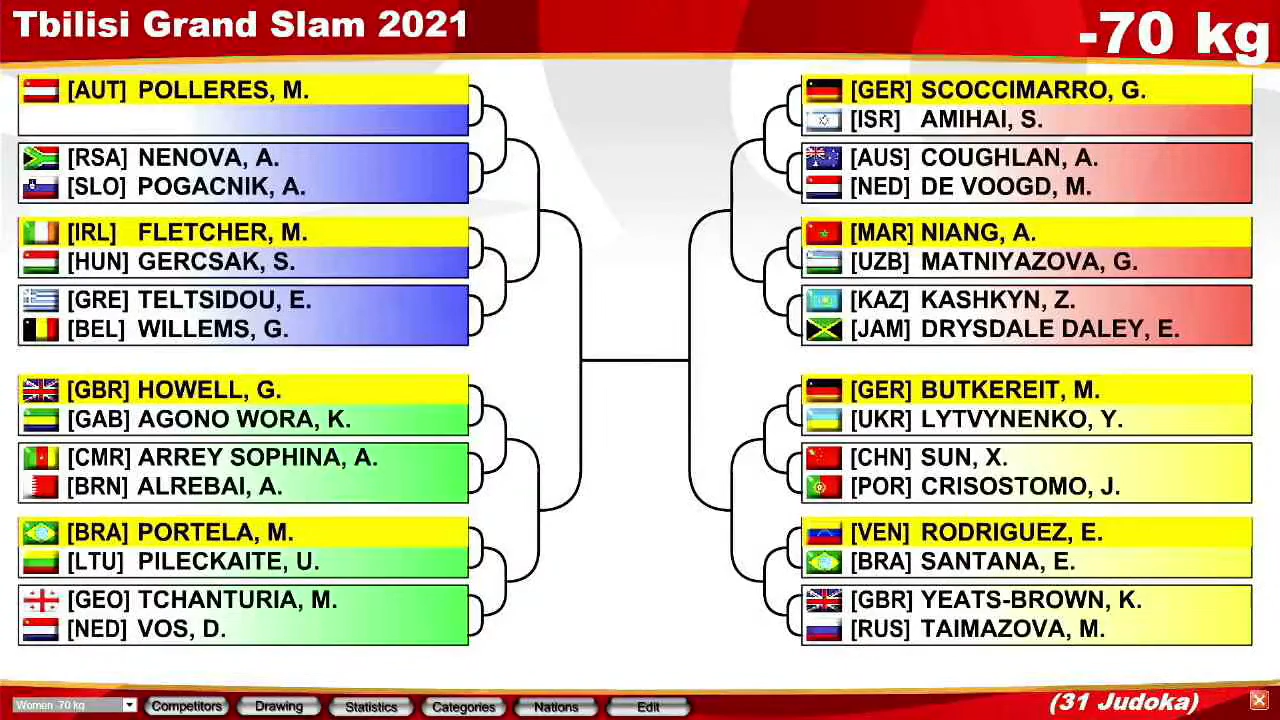 Tbilisi Grand Slam 2021
-70 kg
[AUT] POLLERES, M.
[RSA] NENOVA, A.
[SLO] POGACNIK, A.
[IRL] FLETCHER, M.
[HUN] GERCSAK, S.
[GRE] TELTSIDOU, E.
[BEL] WILLEMS, G.
[GBR] HOWELL, G.
[GAB] AGONO WORA, K.
[CMR] ARREY SOPHINA, A.
[BRN] ALREBAI, A.
[BRA] PORTELA, M.
[LTU] PILECKAITE, U.
[GEO] TCHANTURIA, M.
[NED] VOS, D.
[GER] SCOCCIMARRO, G.
[ISR] AMIHAI, S.
[AUS] COUGHLAN, A.
[NED] DE VOOGD, M.
[MAR] NIANG, A.
[UZB] MATNIYAZOVA, G.
[KAZ] KASHKYN, Z.
[JAM] DRYSDALE DALEY, E.
[GER] BUTKEREIT, M.
[UKR] LYTVYNENKO, Y.
[CHN] SUN, X.
[POR] CRISOSTOMO, J.
[VEN] RODRIGUEZ, E.
[BRA] SANTANA, E.
[GBR] YEATS-BROWN, K.
[RUS] TAIMAZOVA, M.
Women -70 kg
Competitors
Drawing
Statistics
Categories
Nations
Edit
(31 Judoka)